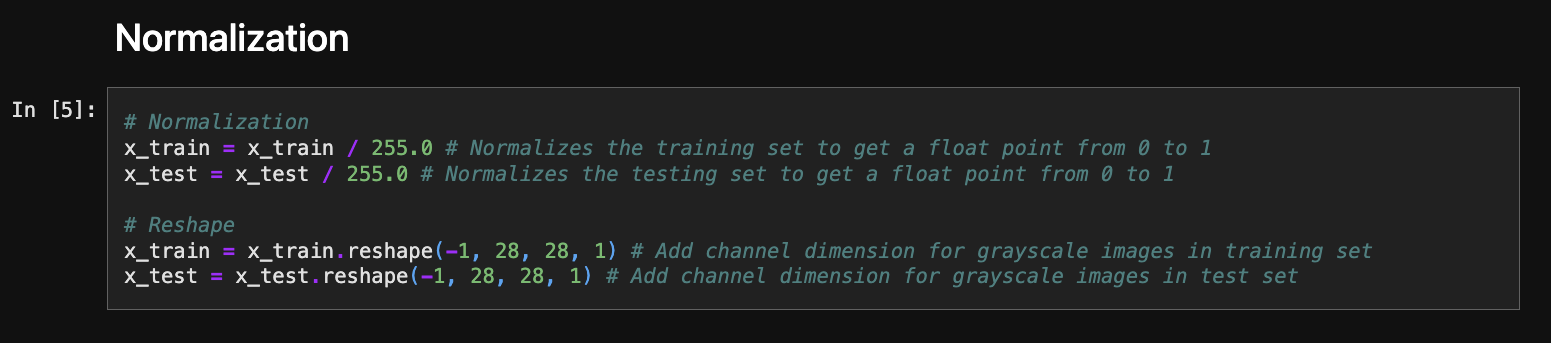 Normalization
In [5]:
# Normalization
x_train = x_train / 255.0 # Normalizes the training set to get a float point from 0 to 1
x_test = x_test / 255.0 # Normalizes the testing set to get a float point from 0 to 1
# Reshape
x_train = x_train.reshape(-1, 28, 28, 1) # Add channel dimension for grayscale images in training set
x_test = x_test.reshape(-1, 28, 28, 1) # Add channel dimension for grayscale images in test set